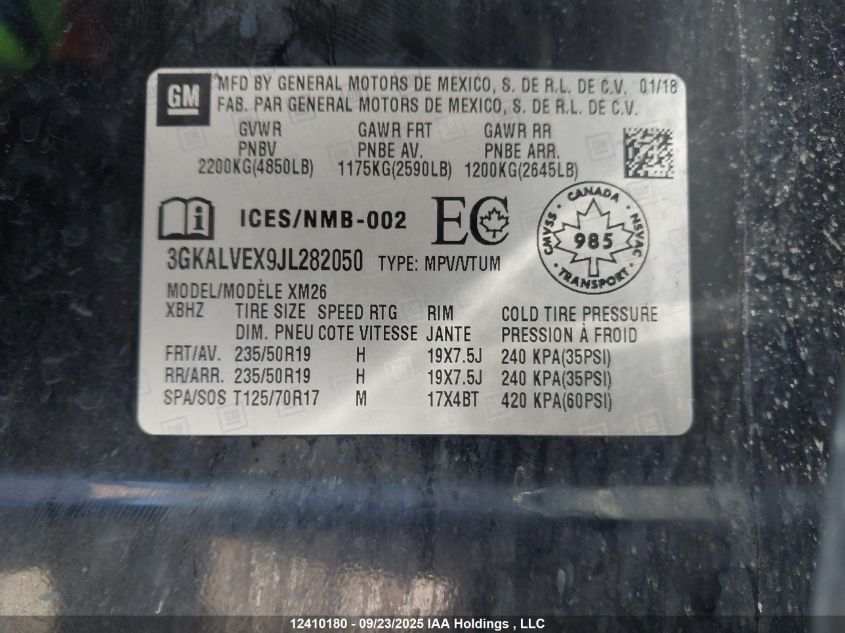 GM
MFD BY GENERAL MOTORS DE MEXICO, S. DE R.L. DE C.V. 01/18
FAB. PAR GENERAL MOTORS DE MEXICO, S. DE R.L. DE C.V.
GVWR GAWR FRT GAWR RR
PNBV PNBE AV. PNBE ARR.
2200KG(4850LB) 1175KG(2590LB) 1200KG(2645LB)
i ICES/NMB-002 EC
CANADA
CMVSS 985 NSVAC
TRANSPORT
3GKALVEX9JL282050 TYPE: MPV/VTUM
MODEL/MODÈLE XM26
XBHZ TIRE SIZE SPEED RTG RIM COLD TIRE PRESSURE
DIM. PNEU COTE VITESSE JANTE PRESSION À FROID
FRT/AV. 235/50R19 H 19X7.5J 240 KPA(35PSI)
RR/ARR. 235/50R19 H 19X7.5J 240 KPA(35PSI)
SPA/SOS T125/70R17 M 17X4BT 420 KPA(60PSI)
12410180 - 09/23/2025 IAA Holdings , LLC